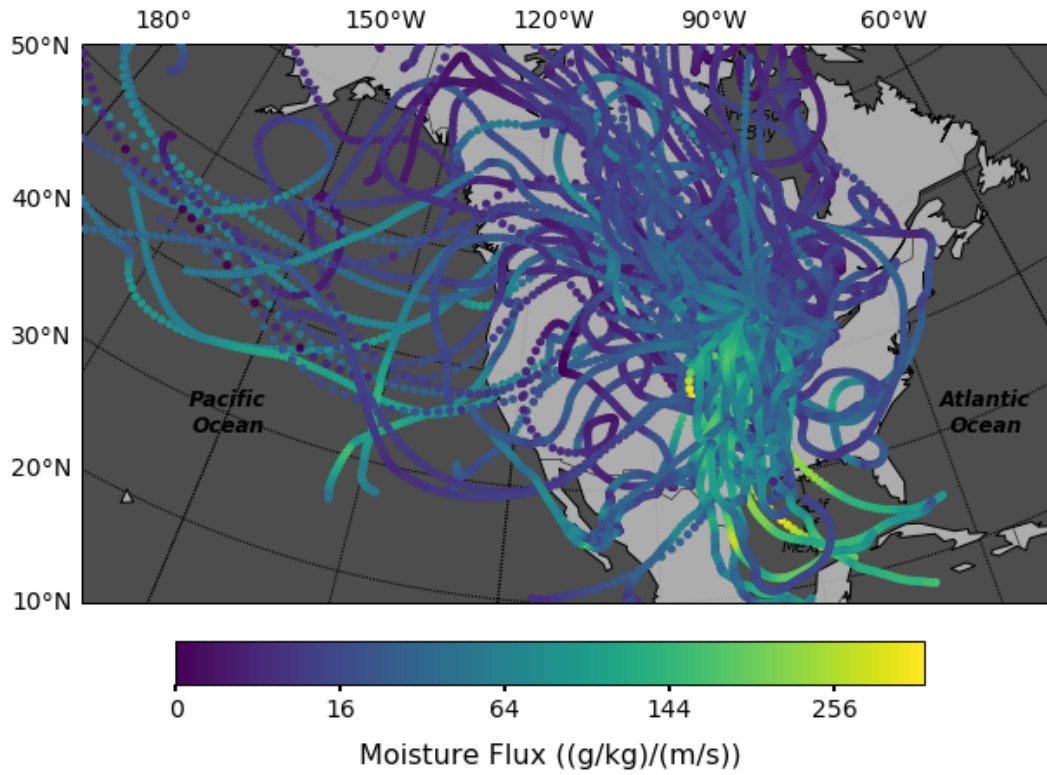 180° 150°W 120°W 90°W 60°W
50°N
40°N
30°N
20°N
10°N
Pacific
Ocean
Atlantic
Ocean
Bay
0 16 64 144 256
Moisture Flux ((g/kg)/(m/s))